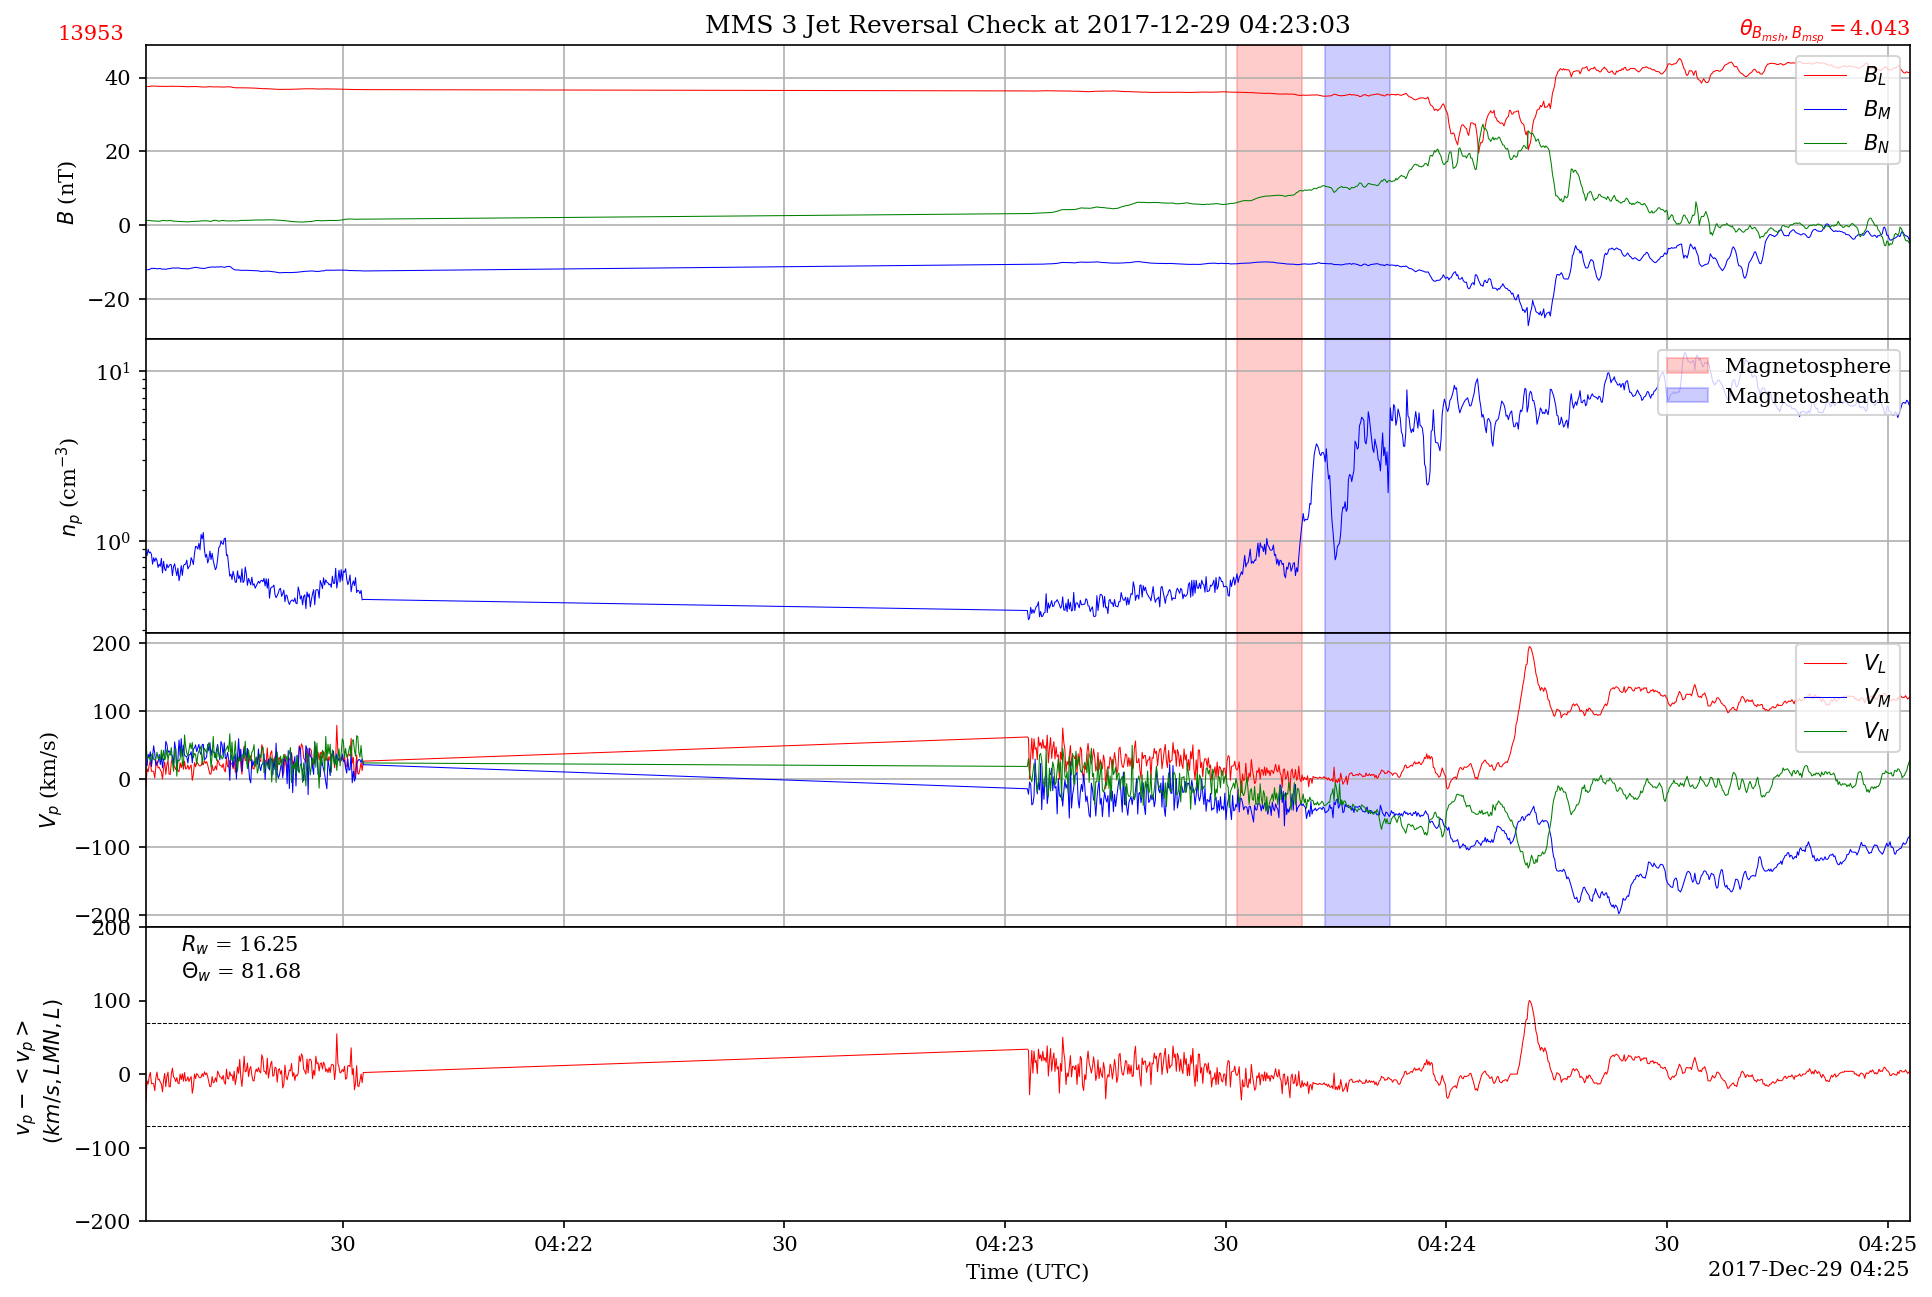 MMS 3 Jet Reversal Check at 2017-12-29 04:23:03
13953
θ_{B_{msh}, B_{msp}} = 4.043
40
20
0
−20
B (nT)
B_L
B_M
B_N
10^1
10^0
n_p (cm^{−3})
Magnetosphere
Magnetosheath
200
100
0
−100
−200
V_p (km/s)
V_L
V_M
V_N
200
100
0
−100
−200
v_p − < v_p >
(km/s, LMN, L)
R_w = 16.25
Θ_w = 81.68
30 04:22 30 04:23 30 04:24 30 04:25
Time (UTC)
2017-Dec-29 04:25